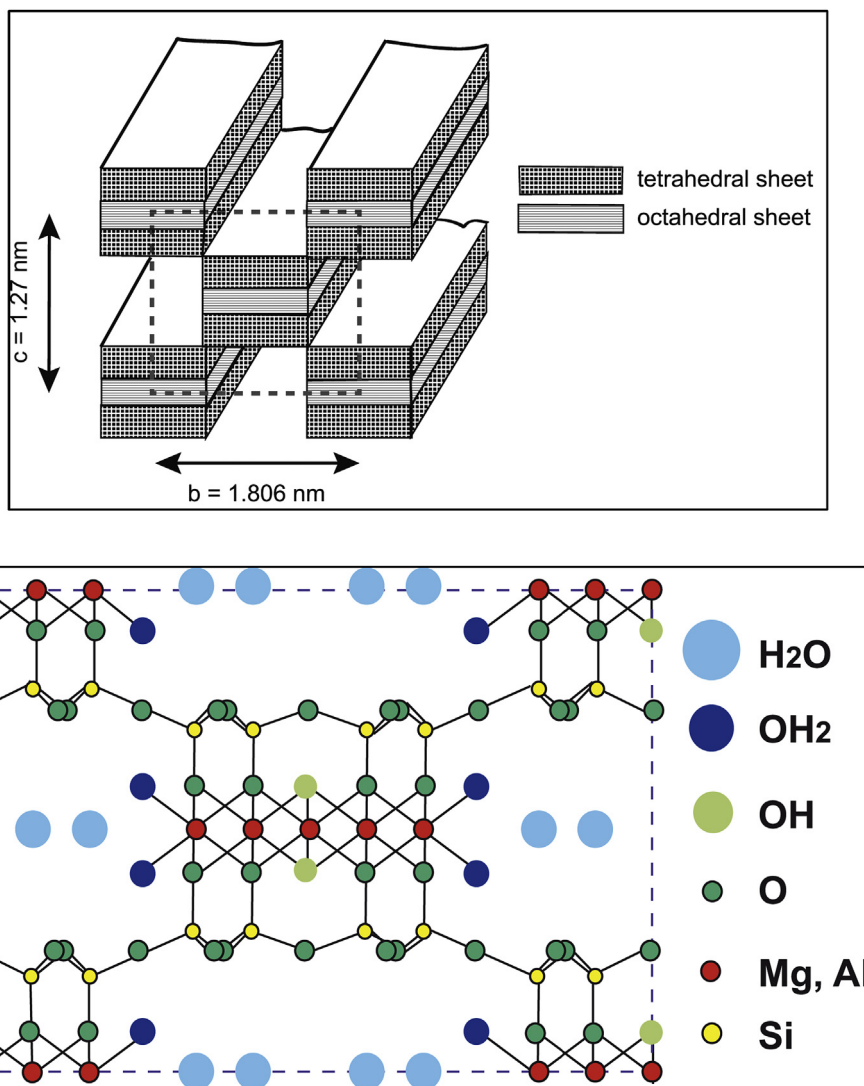 tetrahedral sheet
octahedral sheet
c = 1.27 nm
b = 1.806 nm
H2O
OH2
OH
O
Mg, Al
Si